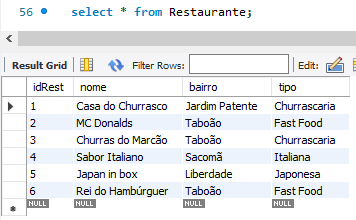 56 select * from Restaurante;
Result Grid Filter Rows: Edit:
idRest nome bairro tipo
1 Casa do Churrasco Jardim Patente Churrascaria
2 MC Donalds Taboão Fast Food
3 Churras do Marcão Taboão Churrascaria
4 Sabor Italiano Sacomã Italiana
5 Japan in box Liberdade Japonesa
6 Rei do Hambúrguer Taboão Fast Food
NULL NULL NULL NULL